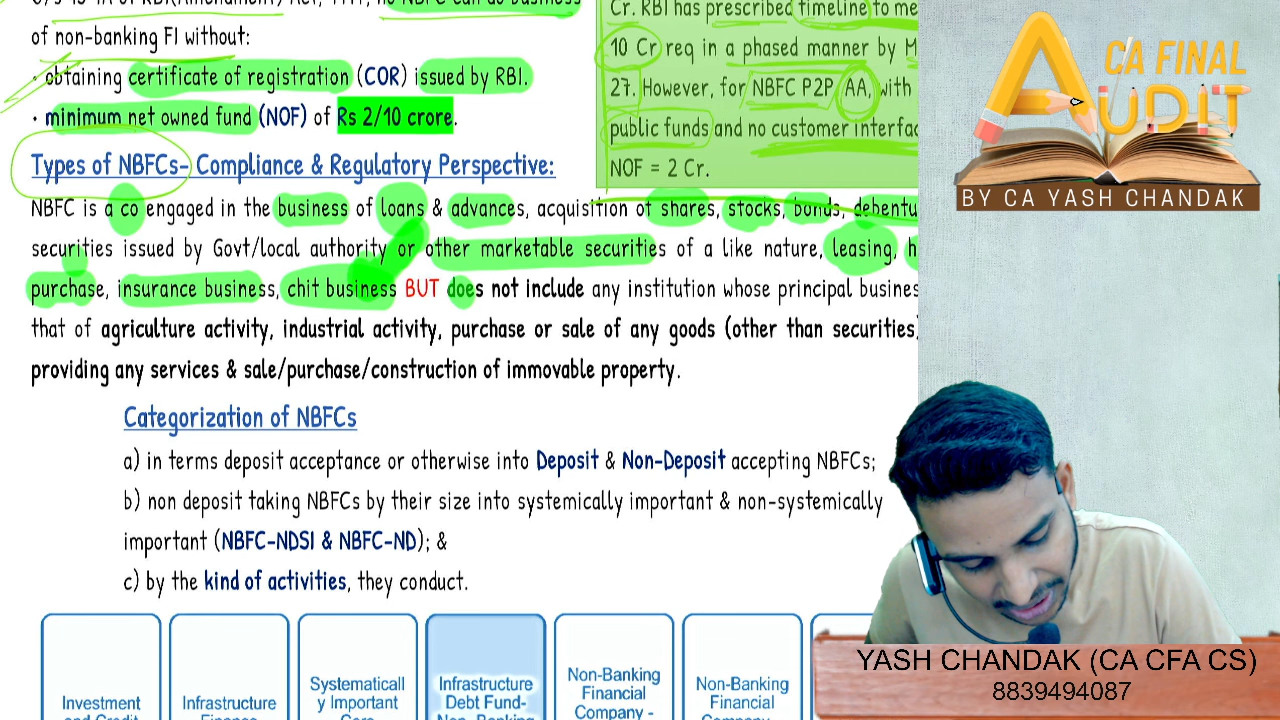 of non-banking FI without:
• obtaining certificate of registration (COR) issued by RBI.
• minimum net owned fund (NOF) of Rs 2/10 crore.
Cr. RBI has prescribed timeline to me
10 Cr req in a phased manner by M
27. However, for NBFC P2P, AA, with
public funds and no customer interfac
NOF = 2 Cr.
Types of NBFCs- Compliance & Regulatory Perspective:
NBFC is a co engaged in the business of loans & advances, acquisition of shares, stocks, bonds, debentu
securities issued by Govt/local authority or other marketable securities of a like nature, leasing, h
purchase, insurance business, chit business BUT does not include any institution whose principal busines
that of agriculture activity, industrial activity, purchase or sale of any goods (other than securities)
providing any services & sale/purchase/construction of immovable property.
Categorization of NBFCs
a) in terms deposit acceptance or otherwise into Deposit & Non-Deposit accepting NBFCs;
b) non deposit taking NBFCs by their size into systemically important & non-systemically
important (NBFC-NDSI & NBFC-ND); &
c) by the kind of activities, they conduct.
Investment
Infrastructure
Systematicall
y Important
Infrastructure
Debt Fund-
Non-Banking
Financial
Company -
Non-Banking
Financial
CA FINAL
AUDIT
BY CA YASH CHANDAK
YASH CHANDAK (CA CFA CS)
8839494087